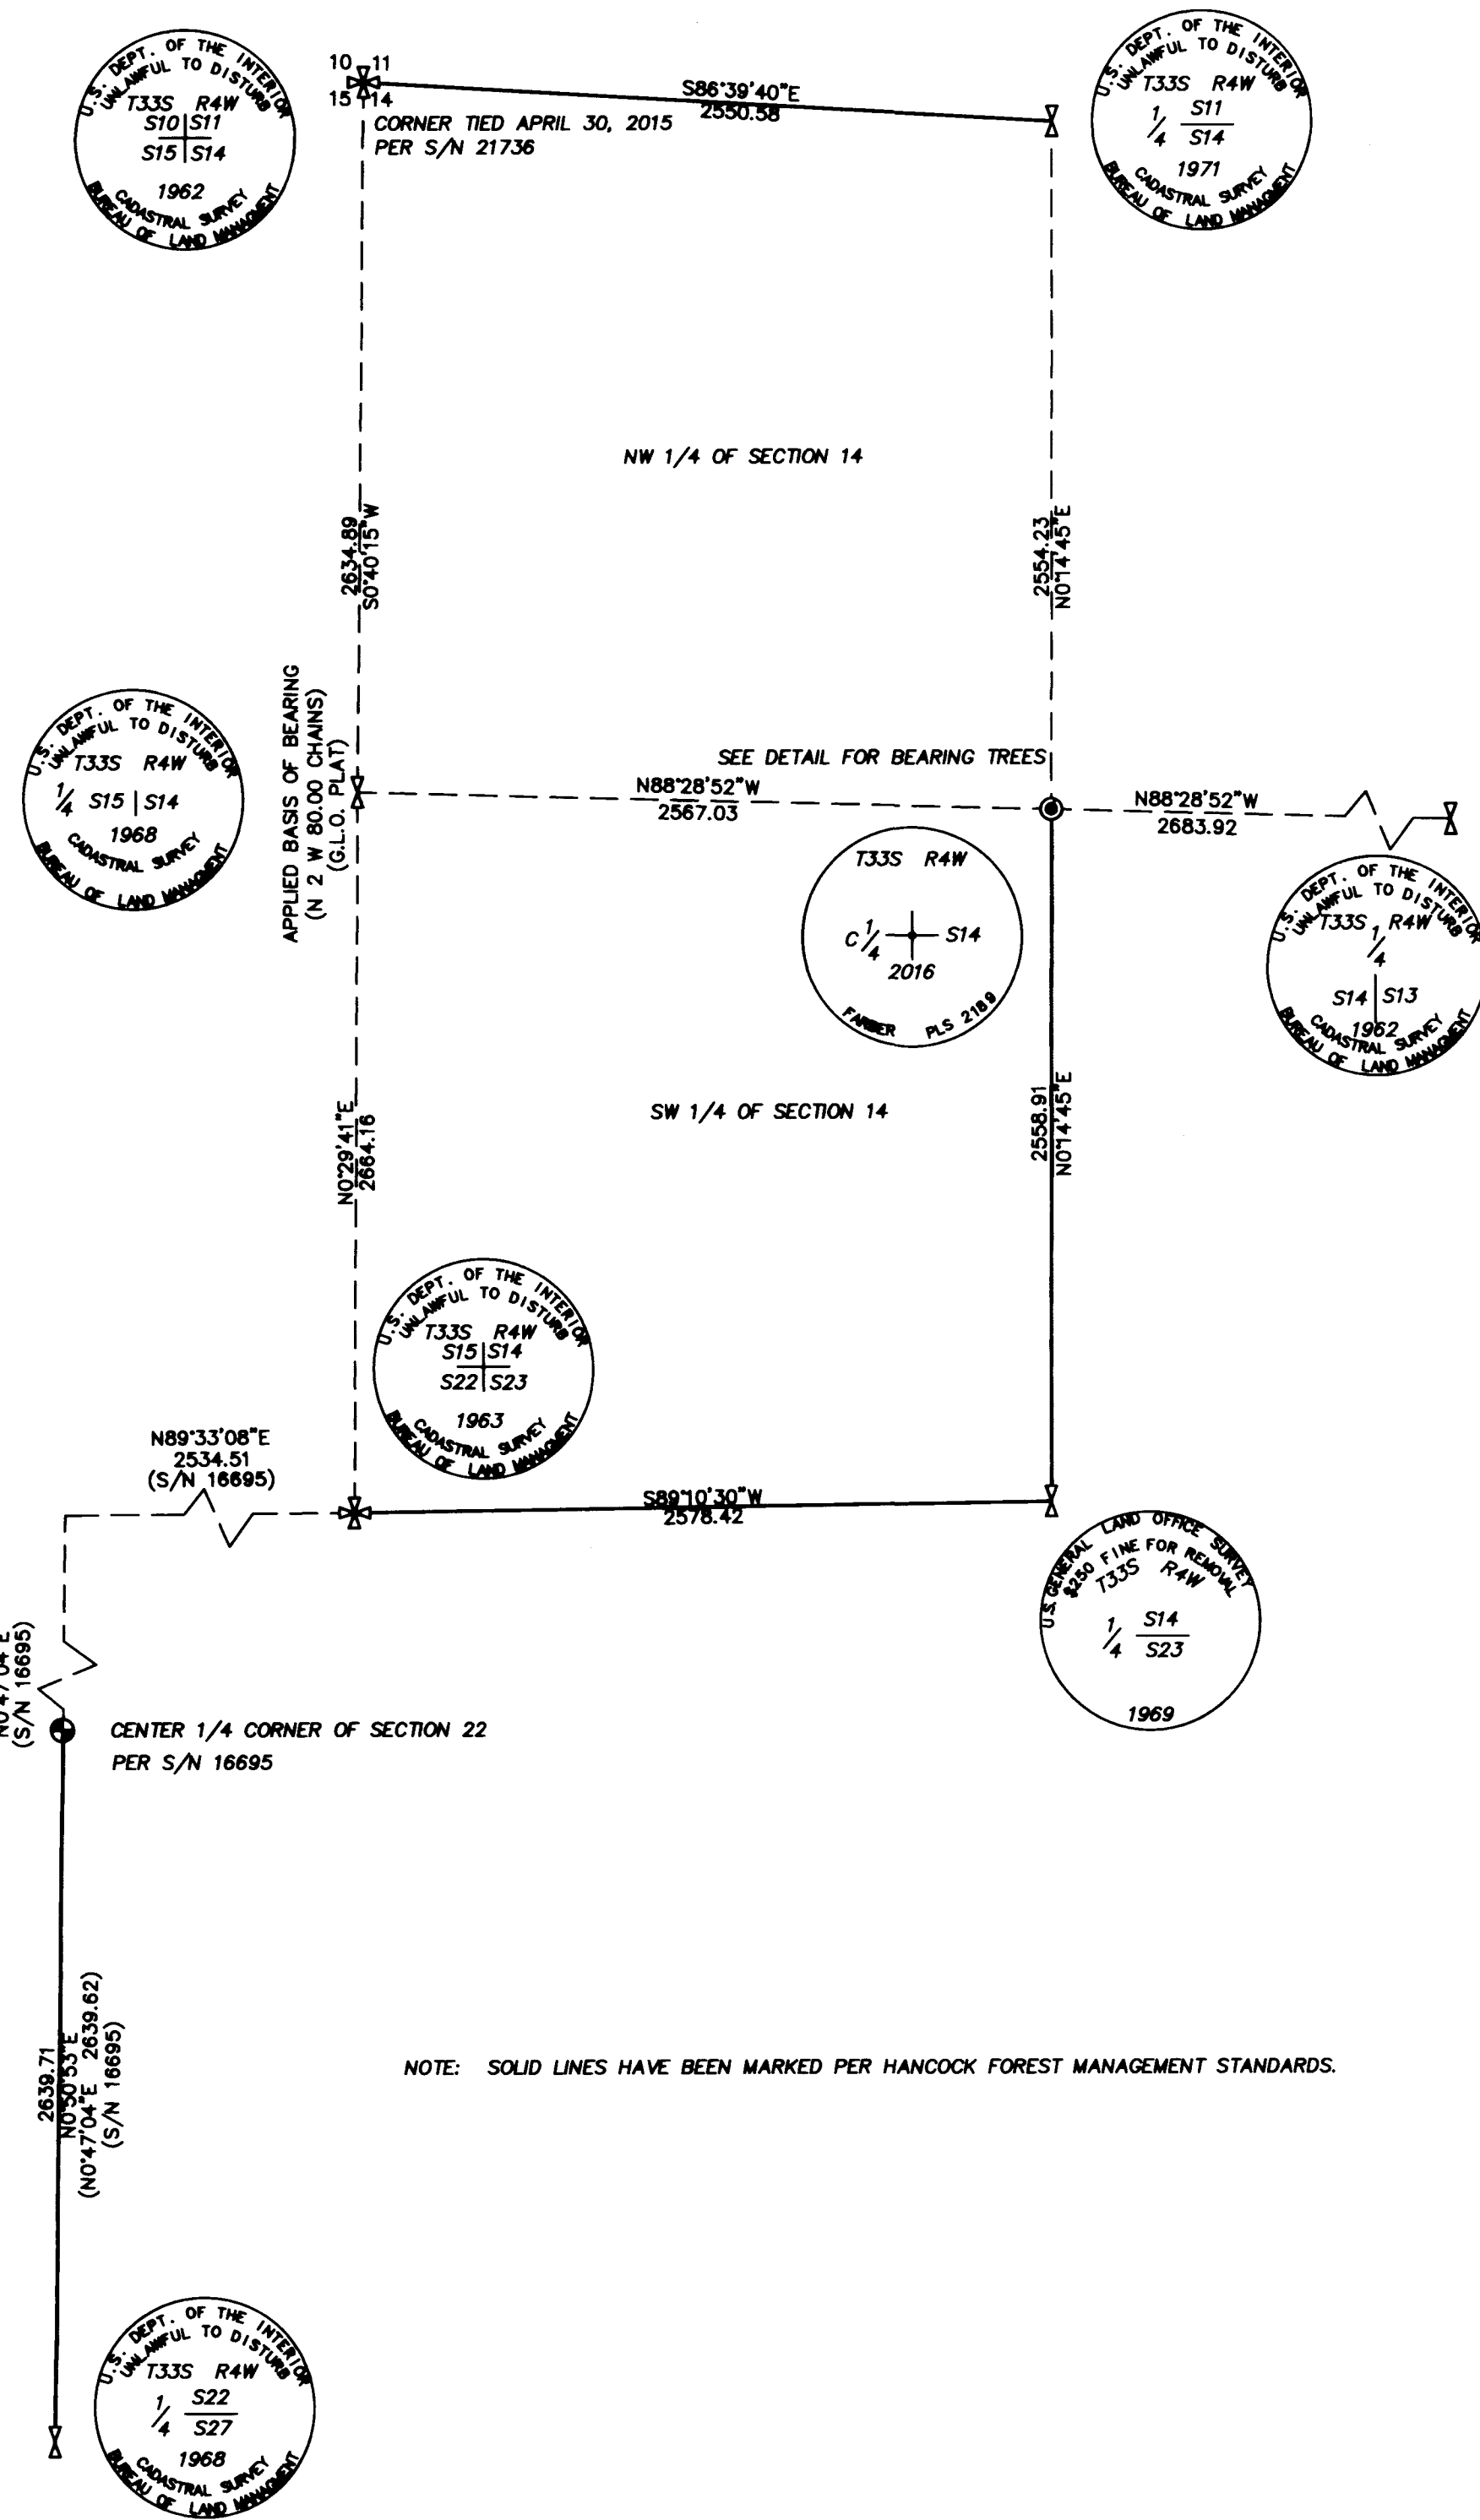 U.S. DEPT. OF THE INTERIOR
UNLAWFUL TO DISTURB
T33S R4W
S10 S11
S15 S14
1962
CADASTRAL SURVEY
BUREAU OF LAND MANAGMENT
10 11
15 14
CORNER TIED APRIL 30, 2015
PER S/N 21736
S86°39'40"E
2550.58
U.S. DEPT. OF THE INTERIOR
UNLAWFUL TO DISTURB
T33S R4W
1/4 S11
S14
1971
CADASTRAL SURVEY
BUREAU OF LAND MANAGMENT
NW 1/4 OF SECTION 14
2634.89
S0°40'15"W
2554.23
N0°14'45"E
U.S. DEPT. OF THE INTERIOR
UNLAWFUL TO DISTURB
T33S R4W
1/4 S15 S14
1968
CADASTRAL SURVEY
BUREAU OF LAND MANAGMENT
APPLIED BASIS OF BEARING
(N 2 W 80.00 CHAINS)
(G.L.O. PLAT)
SEE DETAIL FOR BEARING TREES
N88°28'52"W
2567.03
N88°28'52"W
2683.92
T33S R4W
C 1/4 S14
2016
FARBER PLS 2189
U.S. DEPT. OF THE INTERIOR
UNLAWFUL TO DISTURB
T33S R4W
1/4
S14 S13
1962
CADASTRAL SURVEY
BUREAU OF LAND MANAGMENT
N0°29'41"E
2664.16
SW 1/4 OF SECTION 14
2558.91
N0°14'45"E
U.S. DEPT. OF THE INTERIOR
UNLAWFUL TO DISTURB
T33S R4W
S15 S14
S22 S23
1963
CADASTRAL SURVEY
BUREAU OF LAND MANAGMENT
N89°33'08"E
2534.51
(S/N 16695)
S89°10'30"W
2578.42
U.S. GENERAL LAND OFFICE SURVEY
$250 FINE FOR REMOVAL
T33S R4W
1/4 S14
S23
1969
N0°47'04"E
(S/N 16695)
CENTER 1/4 CORNER OF SECTION 22
PER S/N 16695
2639.71
N0°50'53"E
(N0°47'04"E 2639.62)
(S/N 16695)
NOTE: SOLID LINES HAVE BEEN MARKED PER HANCOCK FOREST MANAGEMENT STANDARDS.
U.S. DEPT. OF THE INTERIOR
UNLAWFUL TO DISTURB
T33S R4W
1/4 S22
S27
1968
CADASTRAL SURVEY
BUREAU OF LAND MANAGMENT